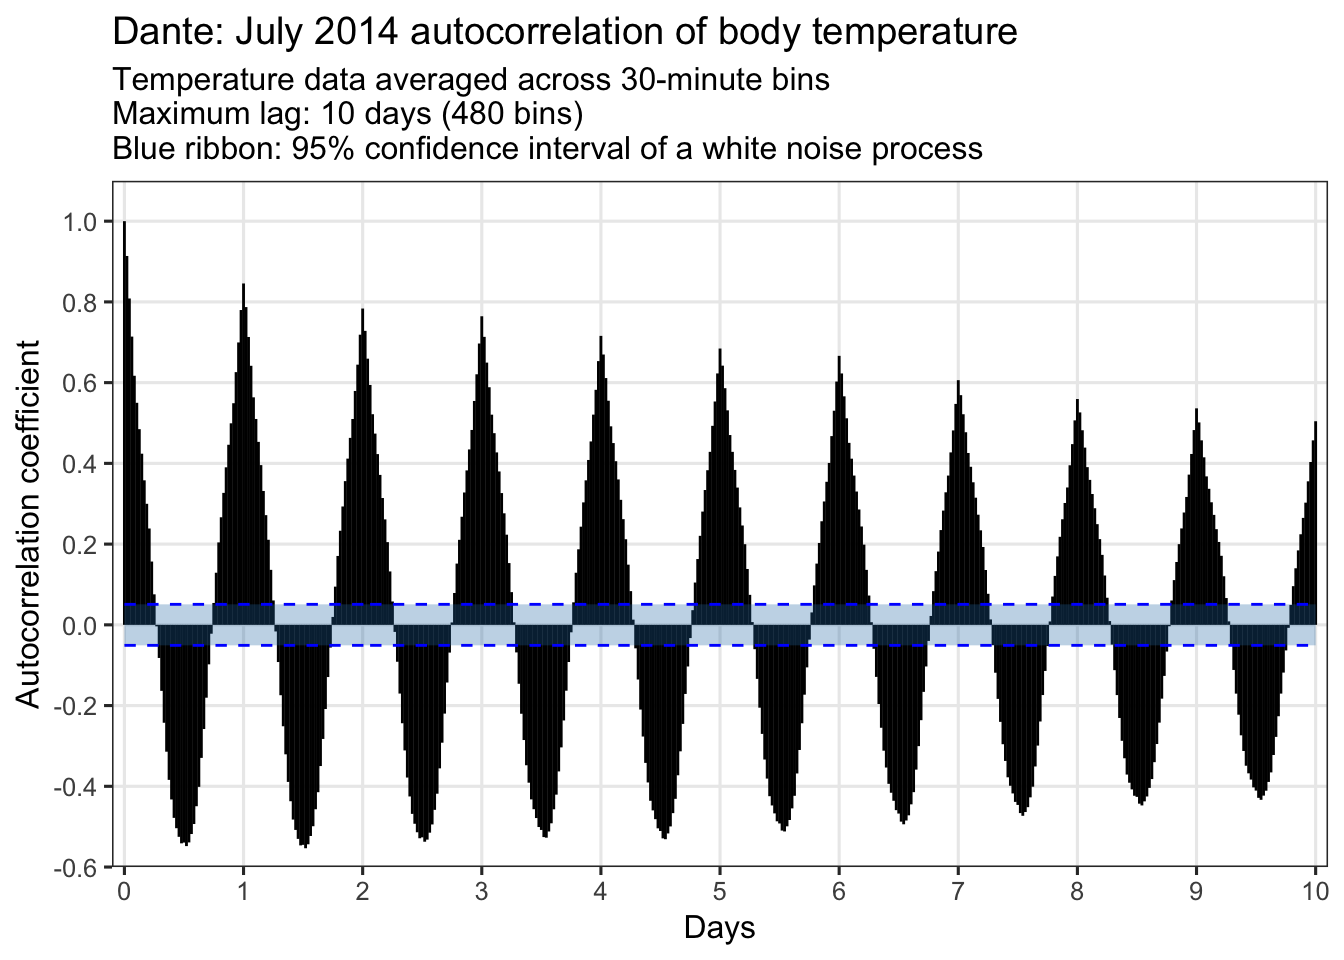 Dante: July 2014 autocorrelation of body temperature
Temperature data averaged across 30-minute bins
Maximum lag: 10 days (480 bins)
Blue ribbon: 95% confidence interval of a white noise process
Autocorrelation coefficient
1.0
0.8
0.6
0.4
0.2
0.0
-0.2
-0.4
-0.6
0 1 2 3 4 5 6 7 8 9 10
Days